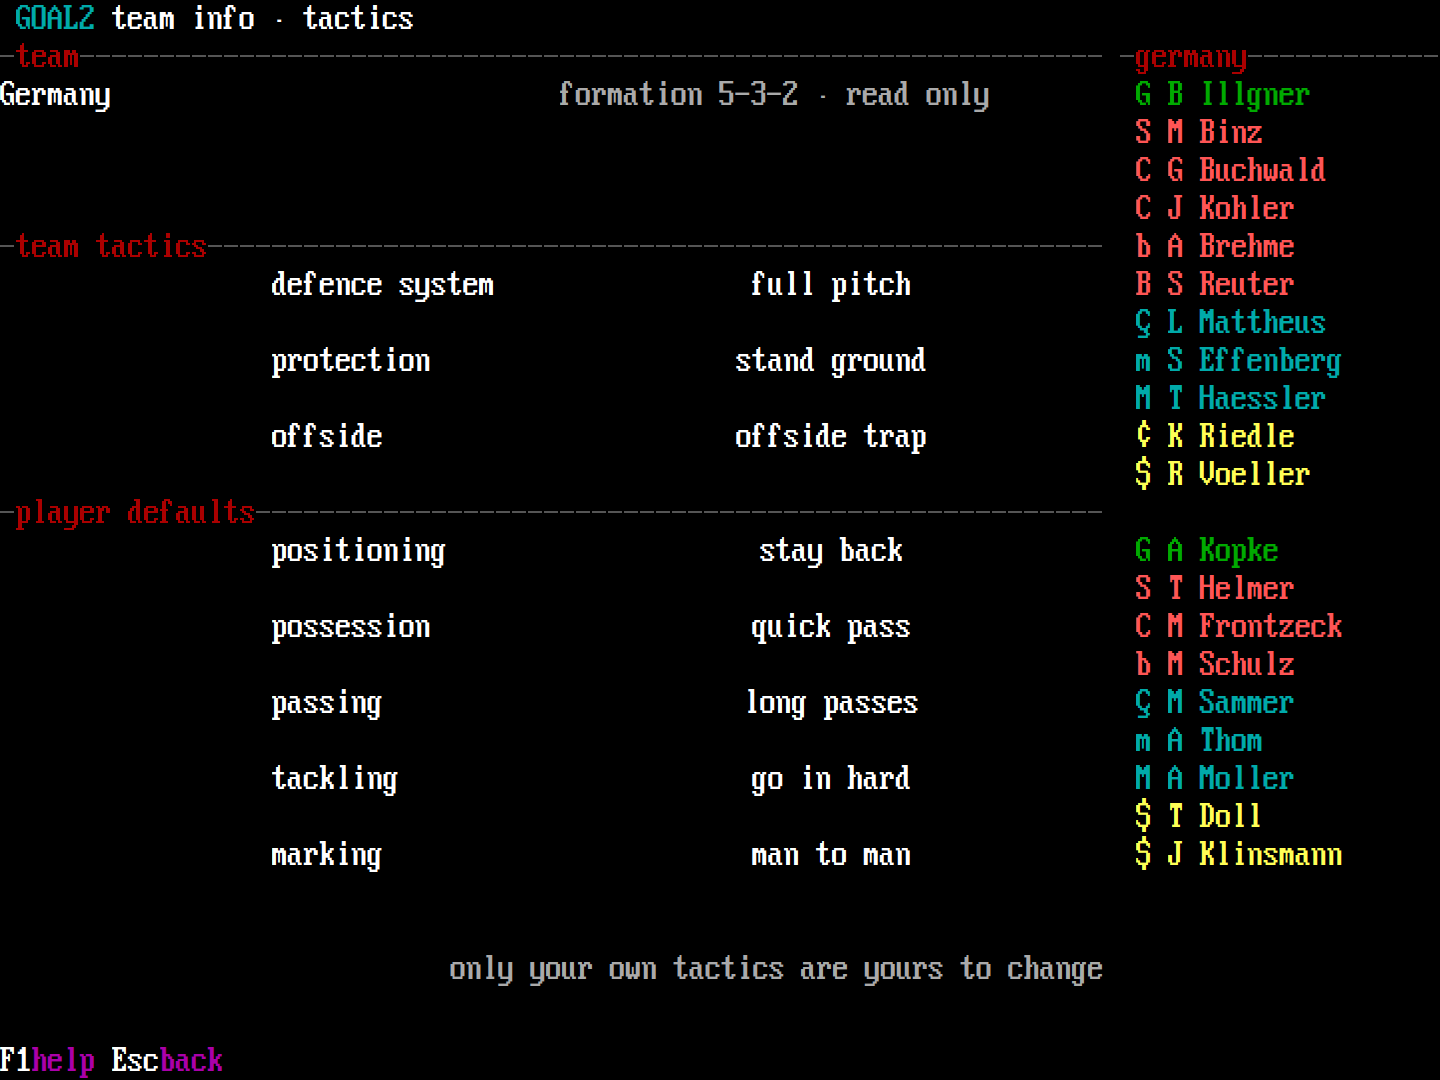 GOAL2 team info · tactics
team
Germany formation 5-3-2 · read only
team tactics
defence system full pitch
protection stand ground
offside offside trap
player defaults
positioning stay back
possession quick pass
passing long passes
tackling go in hard
marking man to man
only your own tactics are yours to change
germany
G B Illgner
S M Binz
C G Buchwald
C J Kohler
b A Brehme
B S Reuter
Ç L Mattheus
m S Effenberg
M T Haessler
¢ K Riedle
$ R Voeller
G A Kopke
S T Helmer
C M Frontzeck
b M Schulz
Ç M Sammer
m A Thom
M A Moller
$ T Doll
$ J Klinsmann
F1help Escback